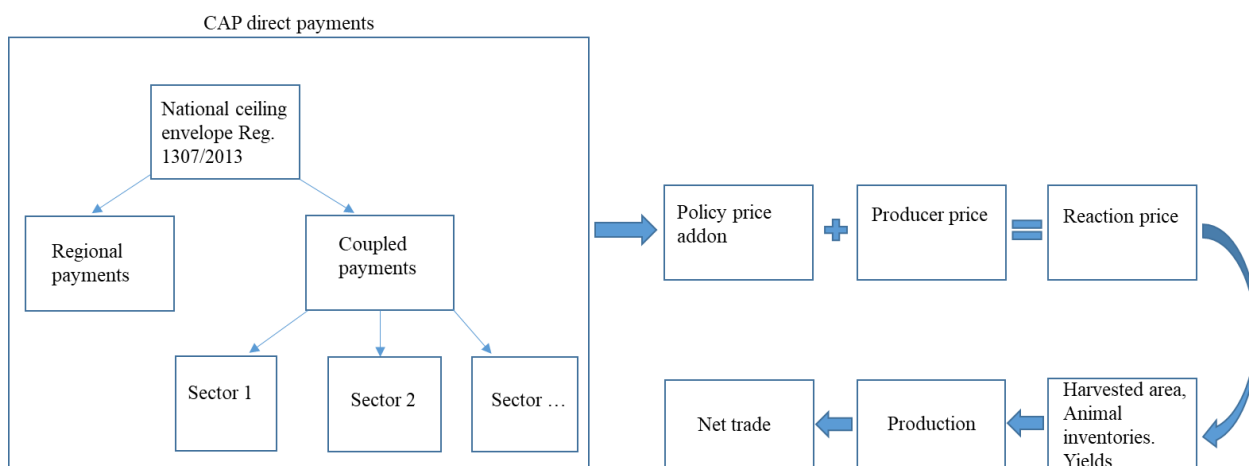 CAP direct payments
National ceiling
envelope Reg.
1307/2013
Regional
payments
Coupled
payments
Sector 1
Sector 2
Sector …
Policy price
addon
Producer price
Reaction price
Harvested area,
Animal
inventories.
Yields
Production
Net trade